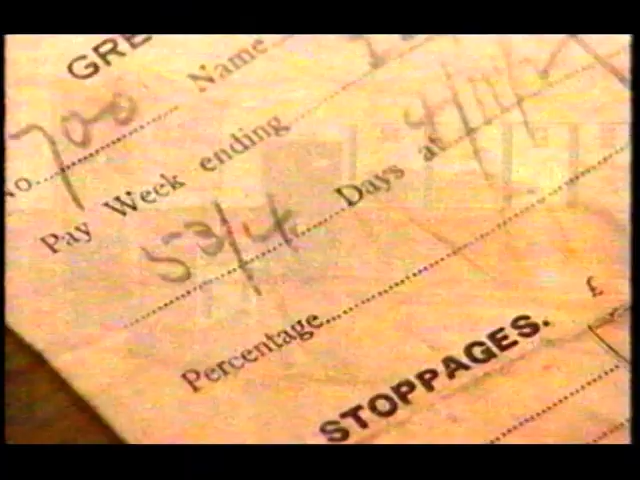 GRE
No. 700 Name
Pay Week ending
5 3/4 Days at
Percentage
£
STOPPAGES.